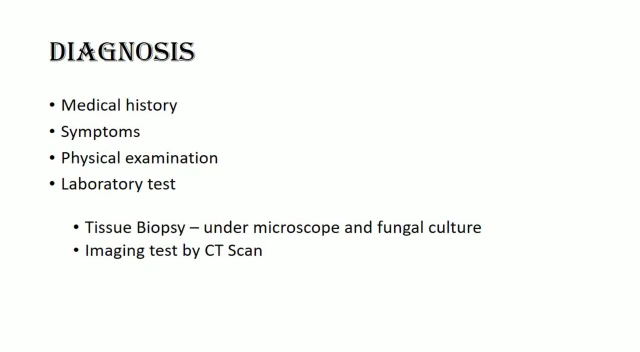 DIAGNOSIS
• Medical history
• Symptoms
• Physical examination
• Laboratory test
• Tissue Biopsy – under microscope and fungal culture
• Imaging test by CT Scan